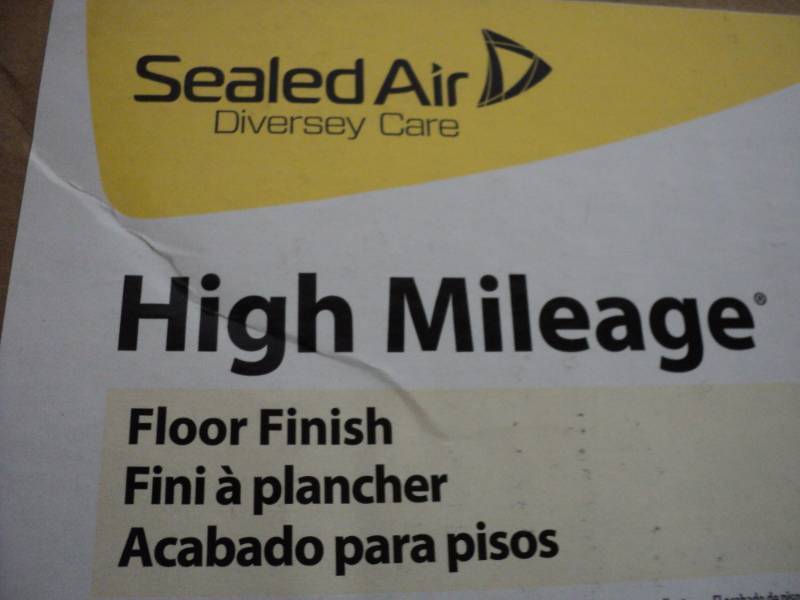 Sealed Air
Diversey Care
High Mileage®
Floor Finish
Fini à plancher
Acabado para pisos